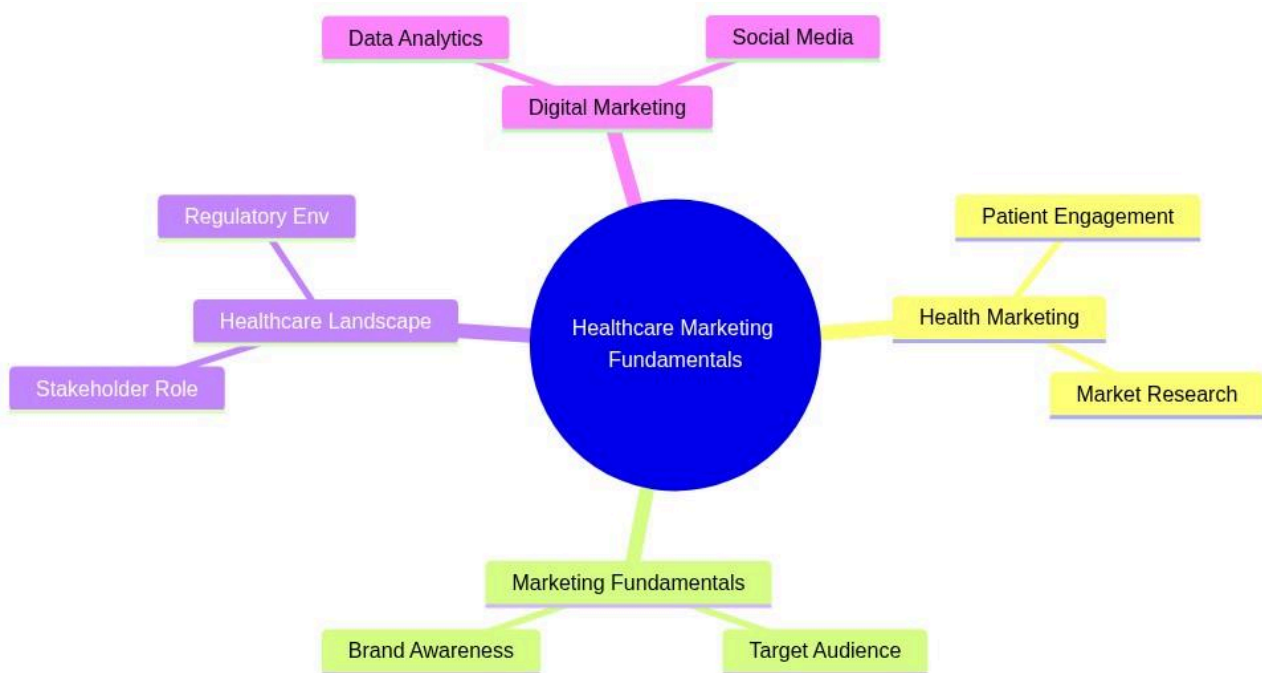 Data Analytics
Social Media
Digital Marketing
Regulatory Env
Patient Engagement
Healthcare Landscape
Health Marketing
Healthcare Marketing
Fundamentals
Stakeholder Role
Market Research
Marketing Fundamentals
Brand Awareness
Target Audience